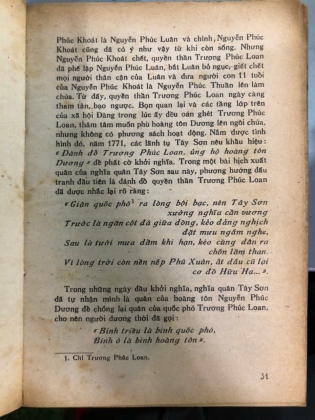 Phúc Khoát là Nguyễn Phúc Luân và chính, Nguyễn Phúc
Khoát cũng đã có ý như vậy từ khi còn sống. Nhưng
Nguyễn Phúc Khoát chết, quyền thần Trương Phúc Loan
đã phế lập Nguyễn Phúc Luân, bắt Luân bỏ ngục, giết chết
mọi người thân cận của Luân và đưa người con 11 tuổi
của Nguyễn Phúc Khoát là Nguyễn Phúc Thuần lên làm
chúa. Từ đấy, quyền thần Trương Phúc Loan ngày càng
tham tàn, bạo ngược. Bọn quan lại và các tầng lớp trên
của xã hội Đàng trong lúc ấy đều oán ghét Trương Phúc
Loan, thầm tâm muốn phù hoàng tôn Dương lên ngôi chúa,
nhưng không có phương sách hoạt động. Nắm được tình
hình đó, năm 1771, các lãnh tụ Tây Sơn nêu khẩu hiệu:
« Đánh đổ Trương Phúc Loan, ủng hộ hoàng tôn
Dương » để phất cờ khởi nghĩa. Trong một bài hịch xuất
quân của nghĩa quân Tây Sơn sau này, phương hướng đấu
tranh đầu tiên là đánh đổ quyền thần Trương Phúc Loan
đã được nhắc lại rõ ràng:
« Giận quốc phó¹ ra lòng bội bạc, nên Tây Sơn
xướng nghĩa cần vương
Trước là ngăn cột đá giữa dòng, kẻo đảng nghịch
đặt mưu ngấm nghé,
Sau là tưới mưa dầm khi hạn, kẻo cùng dân ra
chốn lầm than.
Vì lòng trời còn nền nếp Phú Xuân, ắt dấu cũ lại
cơ đồ Hữu Hạ... »
Trong những ngày đầu khởi nghĩa, nghĩa quân Tây Sơn
đã tự nhận mình là quân của hoàng tôn Nguyễn Phúc
Dương để chống lại quân của quốc phó Trương Phúc Loan,
cho nên người đương thời đã gọi:
« Binh triều là binh quốc phó,
Binh ó là binh hoàng tôn ».
1. Chỉ Trương Phúc Loan.
51